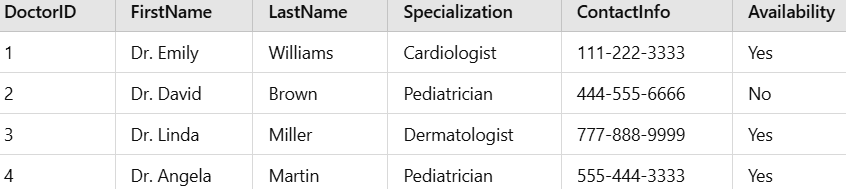 DoctorID FirstName LastName Specialization ContactInfo Availability
1 Dr. Emily Williams Cardiologist 111-222-3333 Yes
2 Dr. David Brown Pediatrician 444-555-6666 No
3 Dr. Linda Miller Dermatologist 777-888-9999 Yes
4 Dr. Angela Martin Pediatrician 555-444-3333 Yes